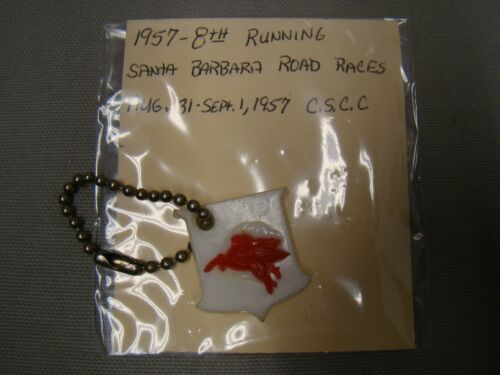 1957-8TH RUNNING
SANTA BARBARA ROAD RACES
AUG. 31-SEPT. 1, 1957 C.S.C.C.